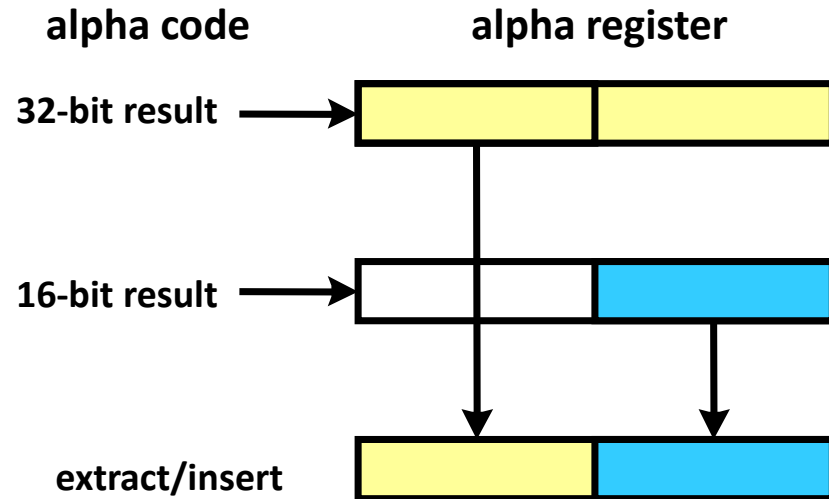 alpha code
alpha register
32-bit result
16-bit result
extract/insert